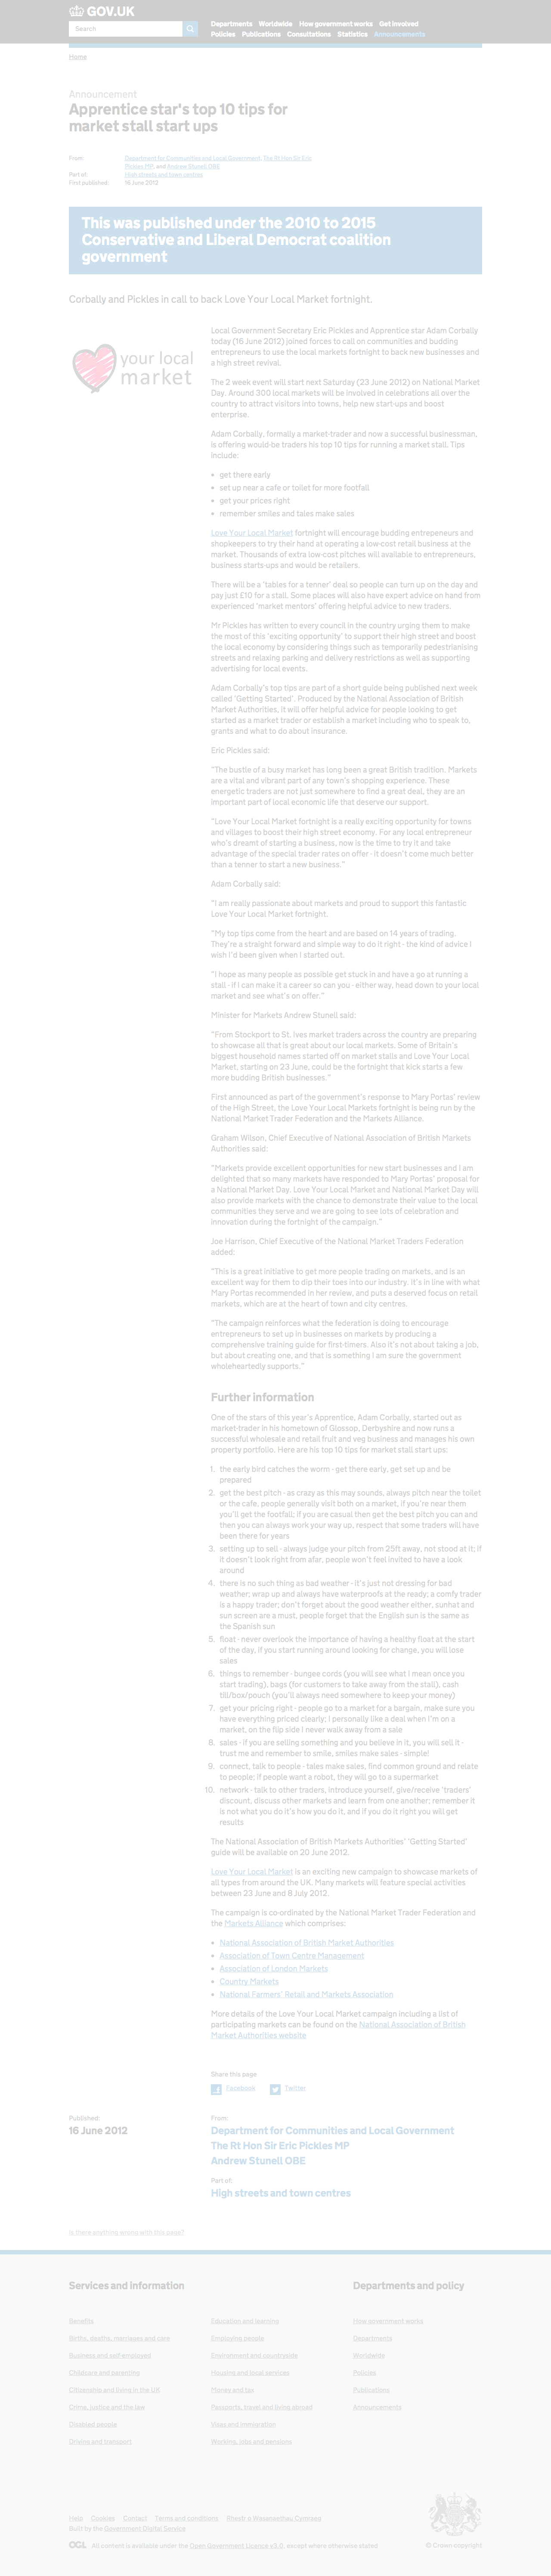 GOV.UK
Search
Departments Worldwide How government works Get involved
Policies Publications Consultations Statistics Announcements
Home
Announcement
Apprentice star's top 10 tips for
market stall start ups
From: Department for Communities and Local Government, The Rt Hon Sir Eric
Pickles MP, and Andrew Stunell OBE
Part of: High streets and town centres
First published: 16 June 2012
This was published under the 2010 to 2015
Conservative and Liberal Democrat coalition
government
Corbally and Pickles in call to back Love Your Local Market fortnight.
your local
market
Local Government Secretary Eric Pickles and Apprentice star Adam Corbally
today (16 June 2012) joined forces to call on communities and budding
entrepreneurs to use the local markets fortnight to back new businesses and
a high street revival.
The 2 week event will start next Saturday (23 June 2012) on National Market
Day. Around 300 local markets will be involved in celebrations all over the
country to attract visitors into towns, help new start-ups and boost
enterprise.
Adam Corbally, formally a market-trader and now a successful businessman,
is offering would-be traders his top 10 tips for running a market stall. Tips
include:
• get there early
• set up near a cafe or toilet for more footfall
• get your prices right
• remember smiles and tales make sales
Love Your Local Market fortnight will encourage budding entrepeneurs and
shopkeepers to try their hand at operating a low-cost retail business at the
market. Thousands of extra low-cost pitches will available to entrepreneurs,
business starts-ups and would be retailers.
There will be a 'tables for a tenner' deal so people can turn up on the day and
pay just £10 for a stall. Some places will also have expert advice on hand from
experienced 'market mentors' offering helpful advice to new traders.
Mr Pickles has written to every council in the country urging them to make
the most of this 'exciting opportunity' to support their high street and boost
the local economy by considering things such as temporarily pedestrianising
streets and relaxing parking and delivery restrictions as well as supporting
advertising for local events.
Adam Corbally's top tips are part of a short guide being published next week
called 'Getting Started'. Produced by the National Association of British
Market Authorities, it will offer helpful advice for people looking to get
started as a market trader or establish a market including who to speak to,
grants and what to do about insurance.
Eric Pickles said:
"The bustle of a busy market has long been a great British tradition. Markets
are a vital and vibrant part of any town's shopping experience. These
energetic traders are not just somewhere to find a great deal, they are an
important part of local economic life that deserve our support.
"Love Your Local Market fortnight is a really exciting opportunity for towns
and villages to boost their high street economy. For any local entrepreneur
who's dreamt of starting a business, now is the time to try it and take
advantage of the special trader rates on offer - it doesn't come much better
than a tenner to start a new business."
Adam Corbally said:
"I am really passionate about markets and proud to support this fantastic
Love Your Local Market fortnight.
"My top tips come from the heart and are based on 14 years of trading.
They're a straight forward and simple way to do it right - the kind of advice I
wish I'd been given when I started out.
"I hope as many people as possible get stuck in and have a go at running a
stall - if I can make it a career so can you - either way, head down to your local
market and see what's on offer."
Minister for Markets Andrew Stunell said:
"From Stockport to St. Ives market traders across the country are preparing
to showcase all that is great about our local markets. Some of Britain's
biggest household names started off on market stalls and Love Your Local
Market, starting on 23 June, could be the fortnight that kick starts a few
more budding British businesses."
First announced as part of the government's response to Mary Portas' review
of the High Street, the Love Your Local Markets fortnight is being run by the
National Market Trader Federation and the Markets Alliance.
Graham Wilson, Chief Executive of National Association of British Markets
Authorities said:
"Markets provide excellent opportunities for new start businesses and I am
delighted that so many markets have responded to Mary Portas' proposal for
a National Market Day. Love Your Local Market and National Market Day will
also provide markets with the chance to demonstrate their value to the local
communities they serve and we are going to see lots of celebration and
innovation during the fortnight of the campaign."
Joe Harrison, Chief Executive of the National Market Traders Federation
added:
"This is a great initiative to get more people trading on markets, and is an
excellent way for them to dip their toes into our industry. It's in line with what
Mary Portas recommended in her review, and puts a deserved focus on retail
markets, which are at the heart of town and city centres.
"The campaign reinforces what the federation is doing to encourage
entrepreneurs to set up in businesses on markets by producing a
comprehensive training guide for first-timers. Also it's not about taking a job,
but about creating one, and that is something I am sure the government
wholeheartedly supports."
Further information
One of the stars of this year's Apprentice, Adam Corbally, started out as
market-trader in his hometown of Glossop, Derbyshire and now runs a
successful wholesale and retail fruit and veg business and manages his own
property portfolio. Here are his top 10 tips for market stall start ups:
1. the early bird catches the worm - get there early, get set up and be
prepared
2. get the best pitch - as crazy as this may sounds, always pitch near the toilet
or the cafe, people generally visit both on a market, if you're near them
you'll get the footfall; if you are casual then get the best pitch you can and
then you can always work your way up, respect that some traders will have
been there for years
3. setting up to sell - always judge your pitch from 25ft away, not stood at it; if
it doesn't look right from afar, people won't feel invited to have a look
around
4. there is no such thing as bad weather - it's just not dressing for bad
weather; wrap up and always have waterproofs at the ready; a comfy trader
is a happy trader; don't forget about the good weather either, sunhat and
sun screen are a must, people forget that the English sun is the same as
the Spanish sun
5. float - never overlook the importance of having a healthy float at the start
of the day, if you start running around looking for change, you will lose
sales
6. things to remember - bungee cords (you will see what I mean once you
start trading), bags (for customers to take away from the stall), cash
till/box/pouch (you'll always need somewhere to keep your money)
7. get your pricing right - people go to a market for a bargain, make sure you
have everything priced clearly; I personally like a deal when I'm on a
market, on the flip side I never walk away from a sale
8. sales - if you are selling something and you believe in it, you will sell it -
trust me and remember to smile, smiles make sales - simple!
9. connect, talk to people - tales make sales, find common ground and relate
to people; if people want a robot, they will go to a supermarket
10. network - talk to other traders, introduce yourself, give/receive 'traders'
discount, discuss other markets and learn from one another; remember it
is not what you do it's how you do it, and if you do it right you will get
results
The National Association of British Markets Authorities' 'Getting Started'
guide will be available on 20 June 2012.
Love Your Local Market is an exciting new campaign to showcase markets of
all types from around the UK. Many markets will feature special activities
between 23 June and 8 July 2012.
The campaign is co-ordinated by the National Market Trader Federation and
the Markets Alliance which comprises:
• National Association of British Market Authorities
• Association of Town Centre Management
• Association of London Markets
• Country Markets
• National Farmers' Retail and Markets Association
More details of the Love Your Local Market campaign including a list of
participating markets can be found on the National Association of British
Market Authorities website
Share this page
Facebook Twitter
Published: From:
16 June 2012 Department for Communities and Local Government
The Rt Hon Sir Eric Pickles MP
Andrew Stunell OBE
Part of:
High streets and town centres
Is there anything wrong with this page?
Services and information Departments and policy
Benefits Education and learning How government works
Births, deaths, marriages and care Employing people Departments
Business and self-employed Environment and countryside Worldwide
Childcare and parenting Housing and local services Policies
Citizenship and living in the UK Money and tax Publications
Crime, justice and the law Passports, travel and living abroad Announcements
Disabled people Visas and immigration
Driving and transport Working, jobs and pensions
Help Cookies Contact Terms and conditions Rhestr o Wasanaethau Cymraeg
Built by the Government Digital Service
OGL All content is available under the Open Government Licence v3.0, except where otherwise stated
© Crown copyright